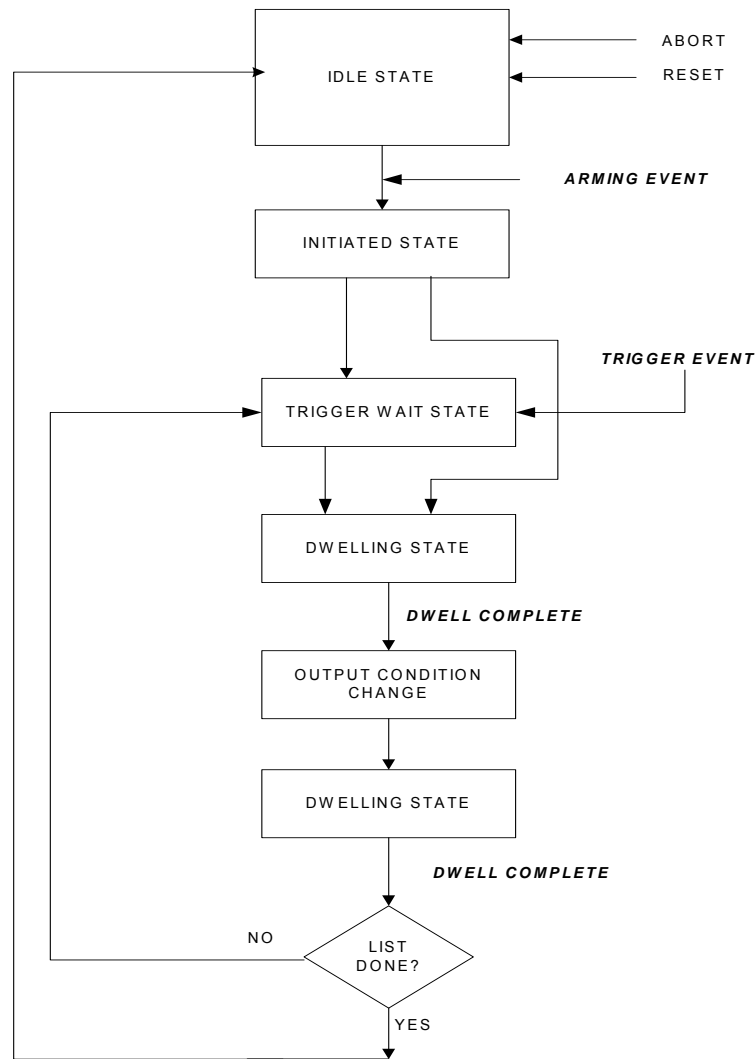 ABORT
IDLE STATE
RESET
ARMING EVENT
INITIATED STATE
TRIGGER EVENT
TRIGGER WAIT STATE
DWELLING STATE
DWELL COMPLETE
OUTPUT CONDITION
CHANGE
DWELLING STATE
DWELL COMPLETE
NO
LIST
DONE?
YES